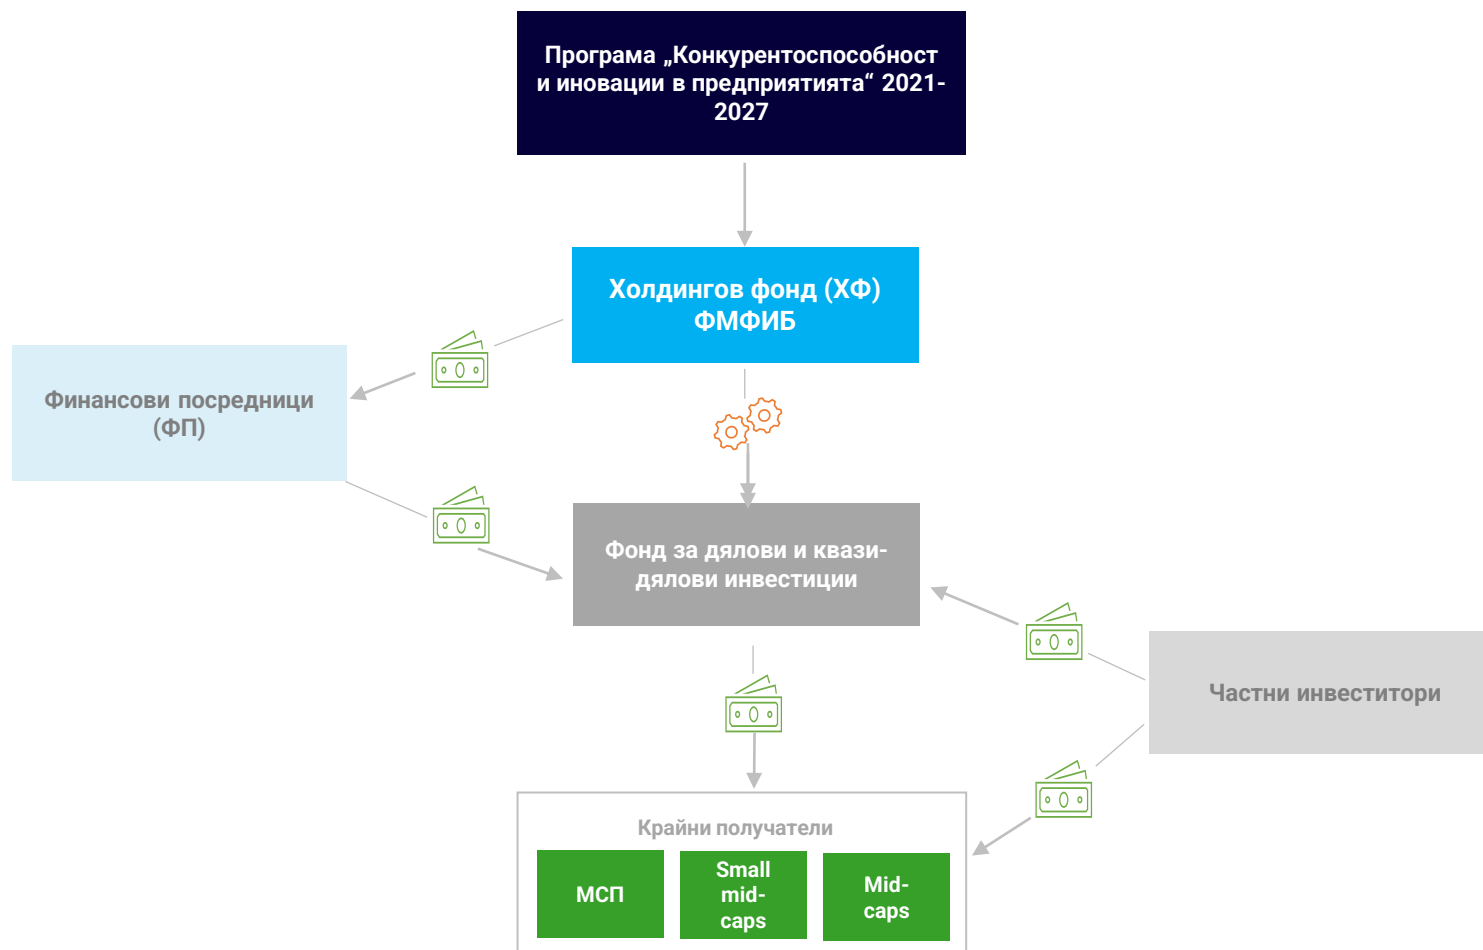 Програма „Конкурентоспособност
и иновации в предприятията“ 2021-
2027
Холдингов фонд (ХФ)
ФМФИБ
Финансови посредници
(ФП)
Фонд за дялови и квази-
дялови инвестиции
Частни инвеститори
Крайни получатели
МСП
Small
mid-
caps
Mid-
caps